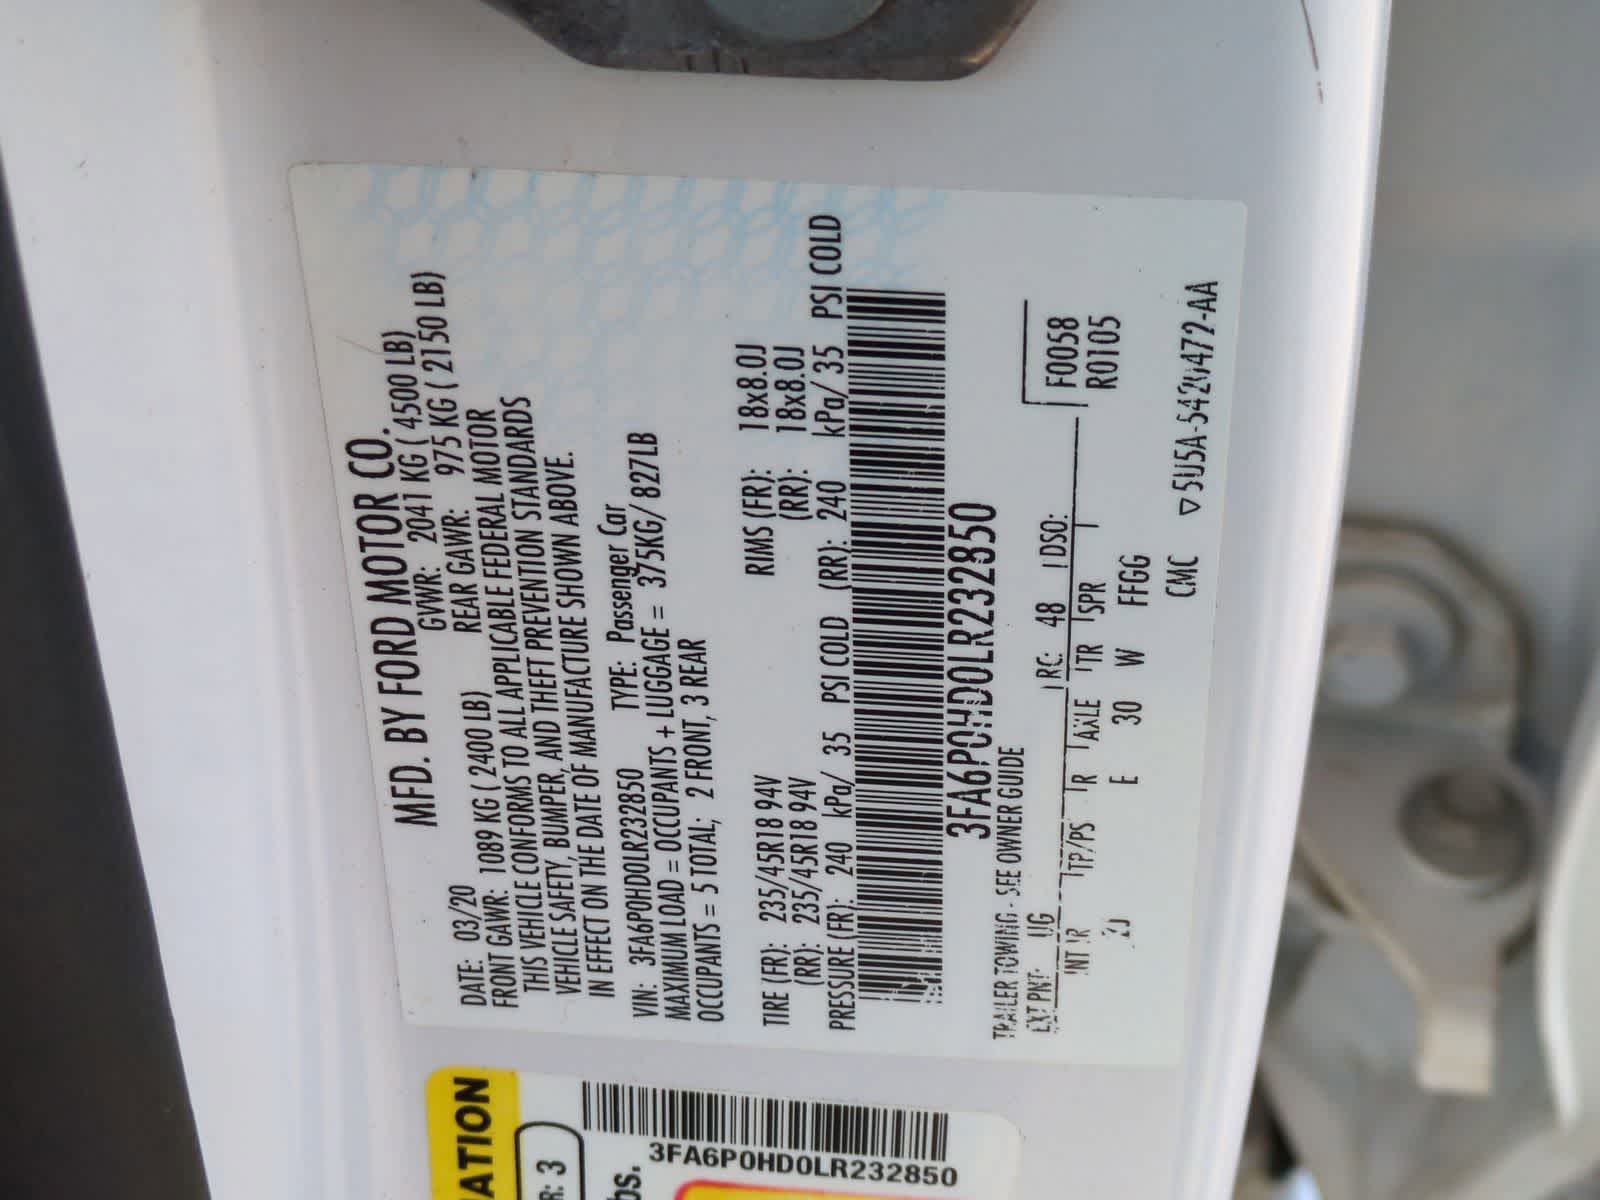 MFD. BY FORD MOTOR CO.
DATE: 03/20 GVWR: 2041 KG ( 4500 LB)
FRONT GAWR: 1089 KG ( 2400 LB) REAR GAWR: 975 KG ( 2150 LB)
THIS VEHICLE CONFORMS TO ALL APPLICABLE FEDERAL MOTOR
VEHICLE SAFETY, BUMPER, AND THEFT PREVENTION STANDARDS
IN EFFECT ON THE DATE OF MANUFACTURE SHOWN ABOVE.
VIN: 3FA6P0HD0LR232850 TYPE: Passenger Car
MAXIMUM LOAD = OCCUPANTS + LUGGAGE = 375KG/ 827LB
OCCUPANTS = 5 TOTAL; 2 FRONT, 3 REAR
TIRE (FR): 235/45R18 94V RIMS (FR): 18x8.0J
(RR): 235/45R18 94V (RR): 18x8.0J
PRESSURE (FR): 240 kPa/ 35 PSI COLD (RR): 240 kPa/ 35 PSI COLD
3FA6P0HD0LR232850
TRAILER TOWING - SEE OWNER GUIDE
EXT PNT: UG RC: 48 DSO: F0058
INT TR TP/PS R AXLE TR SPR R0105
2J E 30 W FFGG
CMC ▽5U5A-5420472-AA
ATION
R: 3
bs.
3FA6P0HD0LR232850